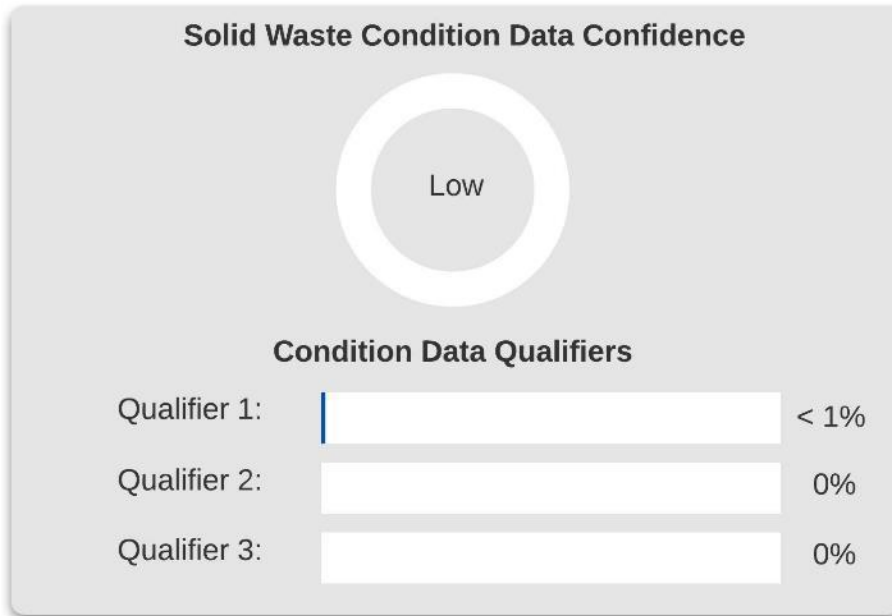 Solid Waste Condition Data Confidence
Low
Condition Data Qualifiers
Qualifier 1: < 1%
Qualifier 2: 0%
Qualifier 3: 0%